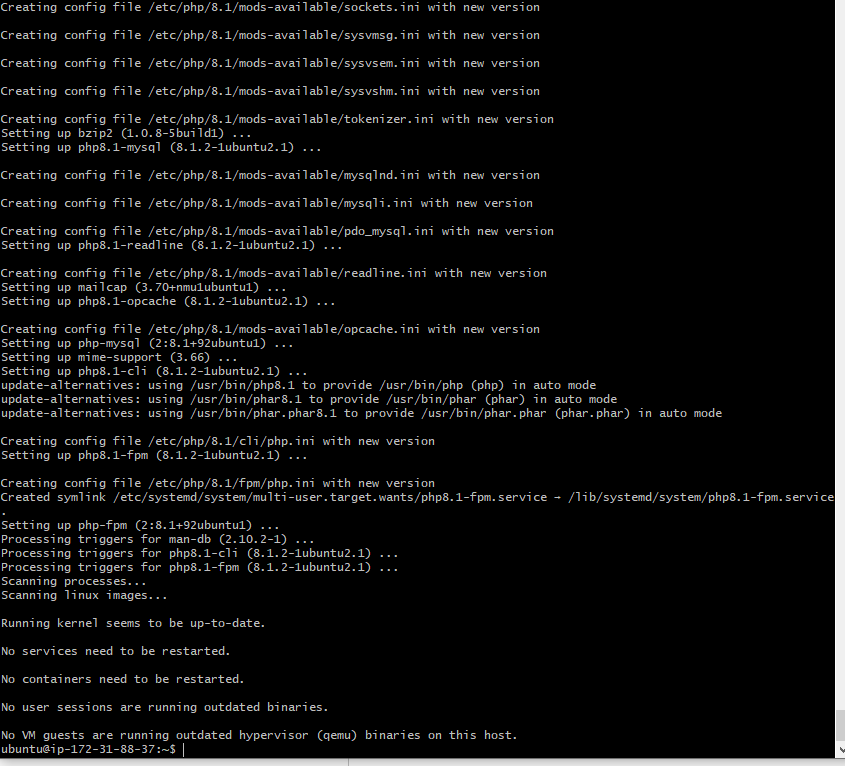 Creating config file /etc/php/8.1/mods-available/sockets.ini with new version
Creating config file /etc/php/8.1/mods-available/sysvmsg.ini with new version
Creating config file /etc/php/8.1/mods-available/sysvsem.ini with new version
Creating config file /etc/php/8.1/mods-available/sysvshm.ini with new version
Creating config file /etc/php/8.1/mods-available/tokenizer.ini with new version
Setting up bzip2 (1.0.8-5build1) ...
Setting up php8.1-mysql (8.1.2-1ubuntu2.1) ...
Creating config file /etc/php/8.1/mods-available/mysqlnd.ini with new version
Creating config file /etc/php/8.1/mods-available/mysqli.ini with new version
Creating config file /etc/php/8.1/mods-available/pdo_mysql.ini with new version
Setting up php8.1-readline (8.1.2-1ubuntu2.1) ...
Creating config file /etc/php/8.1/mods-available/readline.ini with new version
Setting up mailcap (3.70+nmu1ubuntu1) ...
Setting up php8.1-opcache (8.1.2-1ubuntu2.1) ...
Creating config file /etc/php/8.1/mods-available/opcache.ini with new version
Setting up php-mysql (2:8.1+92ubuntu1) ...
Setting up mime-support (3.66) ...
Setting up php8.1-cli (8.1.2-1ubuntu2.1) ...
update-alternatives: using /usr/bin/php8.1 to provide /usr/bin/php (php) in auto mode
update-alternatives: using /usr/bin/phar8.1 to provide /usr/bin/phar (phar) in auto mode
update-alternatives: using /usr/bin/phar.phar8.1 to provide /usr/bin/phar.phar (phar.phar) in auto mode
Creating config file /etc/php/8.1/cli/php.ini with new version
Setting up php8.1-fpm (8.1.2-1ubuntu2.1) ...
Creating config file /etc/php/8.1/fpm/php.ini with new version
Created symlink /etc/systemd/system/multi-user.target.wants/php8.1-fpm.service → /lib/systemd/system/php8.1-fpm.service
.
Setting up php-fpm (2:8.1+92ubuntu1) ...
Processing triggers for man-db (2.10.2-1) ...
Processing triggers for php8.1-cli (8.1.2-1ubuntu2.1) ...
Processing triggers for php8.1-fpm (8.1.2-1ubuntu2.1) ...
Scanning processes...
Scanning linux images...
Running kernel seems to be up-to-date.
No services need to be restarted.
No containers need to be restarted.
No user sessions are running outdated binaries.
No VM guests are running outdated hypervisor (qemu) binaries on this host.
ubuntu@ip-172-31-88-37:~$